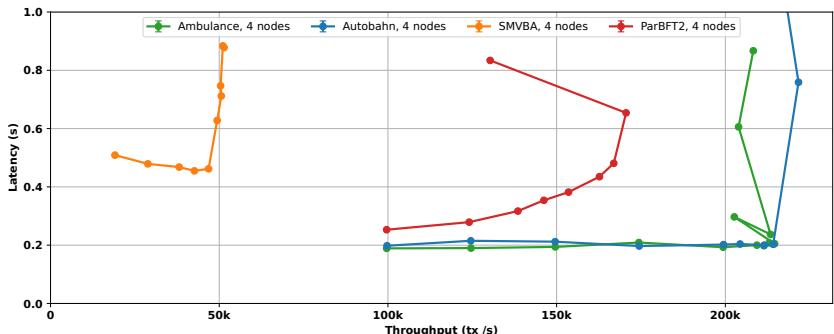 1.0
Ambulance, 4 nodes Autobahn, 4 nodes SMVBA, 4 nodes ParBFT2, 4 nodes
0.8
0.6
0.4
0.2
0.0
Latency (s)
0 50k 100k 150k 200k
Throughput (tx /s)